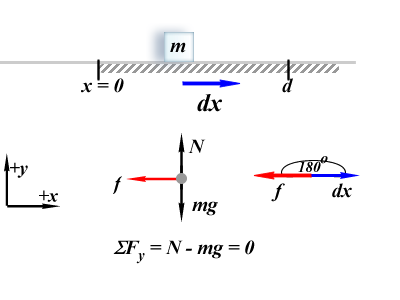 m
x = 0
d
dx
+y
+x
N
f
mg
180°
f
dx
ΣFy = N - mg = 0